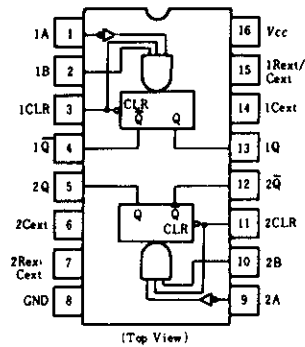 1A 1
1B 2
1CLR 3
1Q̅ 4
2Q 5
2Cext 6
2Rex/
Cext 7
GND 8
16 Vcc
15 1Rext/
Cext
14 1Cext
13 1Q
12 2Q̅
11 2CLR
10 2B
9 2A
CLR
Q̅ Q
Q Q̅
CLR
(Top View)